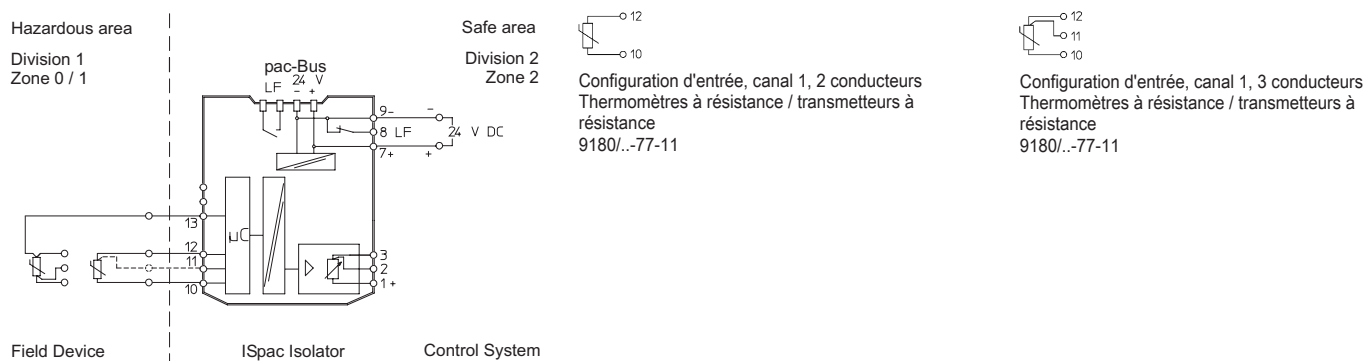 Hazardous area
Safe area
Division 1
Zone 0 / 1
Division 2
Zone 2
pac-Bus
LF 24 V
- +
9-
8 LF
7+
-
24 V DC
+
13
12
11
10
µC
3
2
1+
Field Device
ISpac Isolator
Control System
12
10
Configuration d'entrée, canal 1, 2 conducteurs
Thermomètres à résistance / transmetteurs à
résistance
9180/..-77-11
12
11
10
Configuration d'entrée, canal 1, 3 conducteurs
Thermomètres à résistance / transmetteurs à
résistance
9180/..-77-11